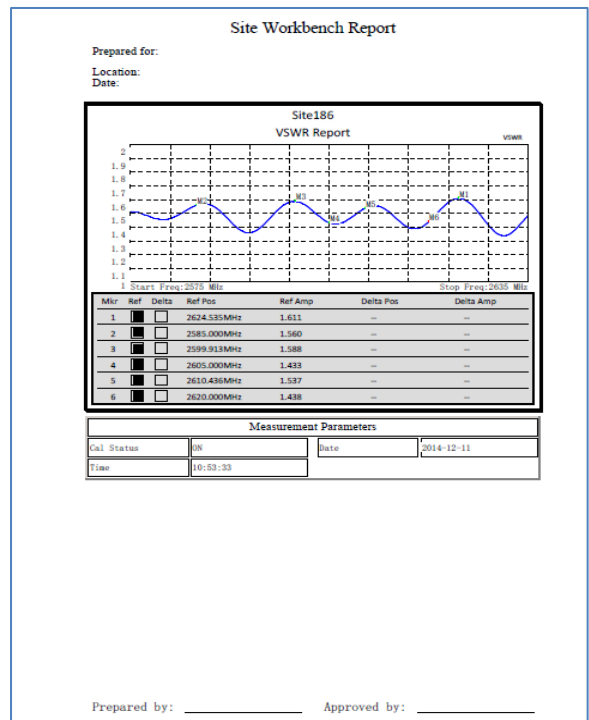 Site Workbench Report
Prepared for:
Location:
Date:
Site186
VSWR Report
VSWR
2
1.9
1.8
1.7
1.6
1.5
1.4
1.3
1.2
1.1
1
M2
M3
M4
M5
M6
M1
Start Freq:2575 MHz
Stop Freq:2635 MHz
Mkr Ref Delta Ref Pos Ref Amp Delta Pos Delta Amp
1 2624.535MHz 1.611 -- --
2 2585.000MHz 1.560 -- --
3 2599.913MHz 1.588 -- --
4 2605.000MHz 1.433 -- --
5 2610.436MHz 1.537 -- --
6 2620.000MHz 1.438 -- --
Measurement Parameters
Cal Status ON Date 2014-12-11
Time 10:53:33
Prepared by: Approved by: